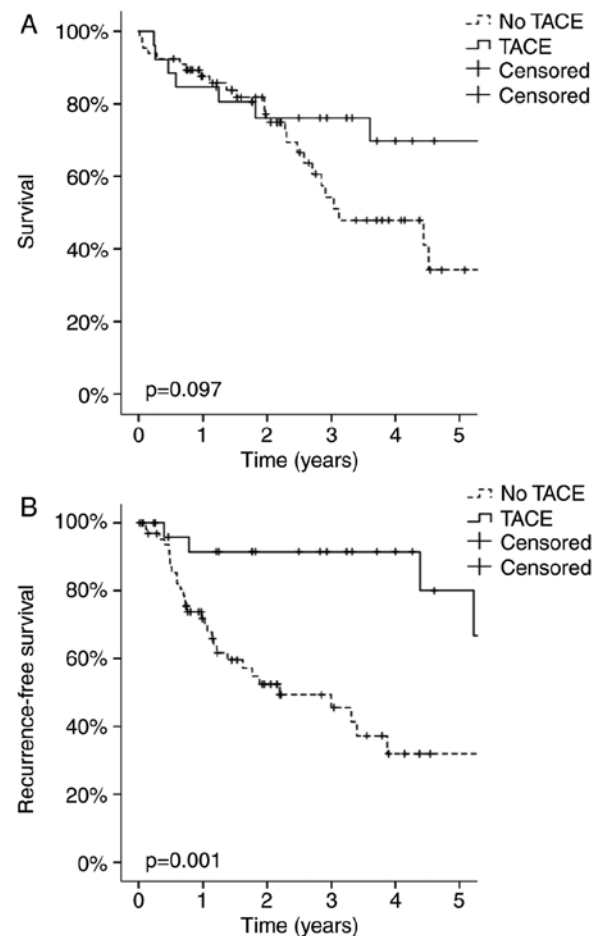 A
No TACE
TACE
Censored
Censored
100%
80%
60%
40%
20%
0%
Survival
p=0.097
0 1 2 3 4 5
Time (years)
B
No TACE
TACE
Censored
Censored
100%
80%
60%
40%
20%
0%
Recurrence-free survival
p=0.001
0 1 2 3 4 5
Time (years)